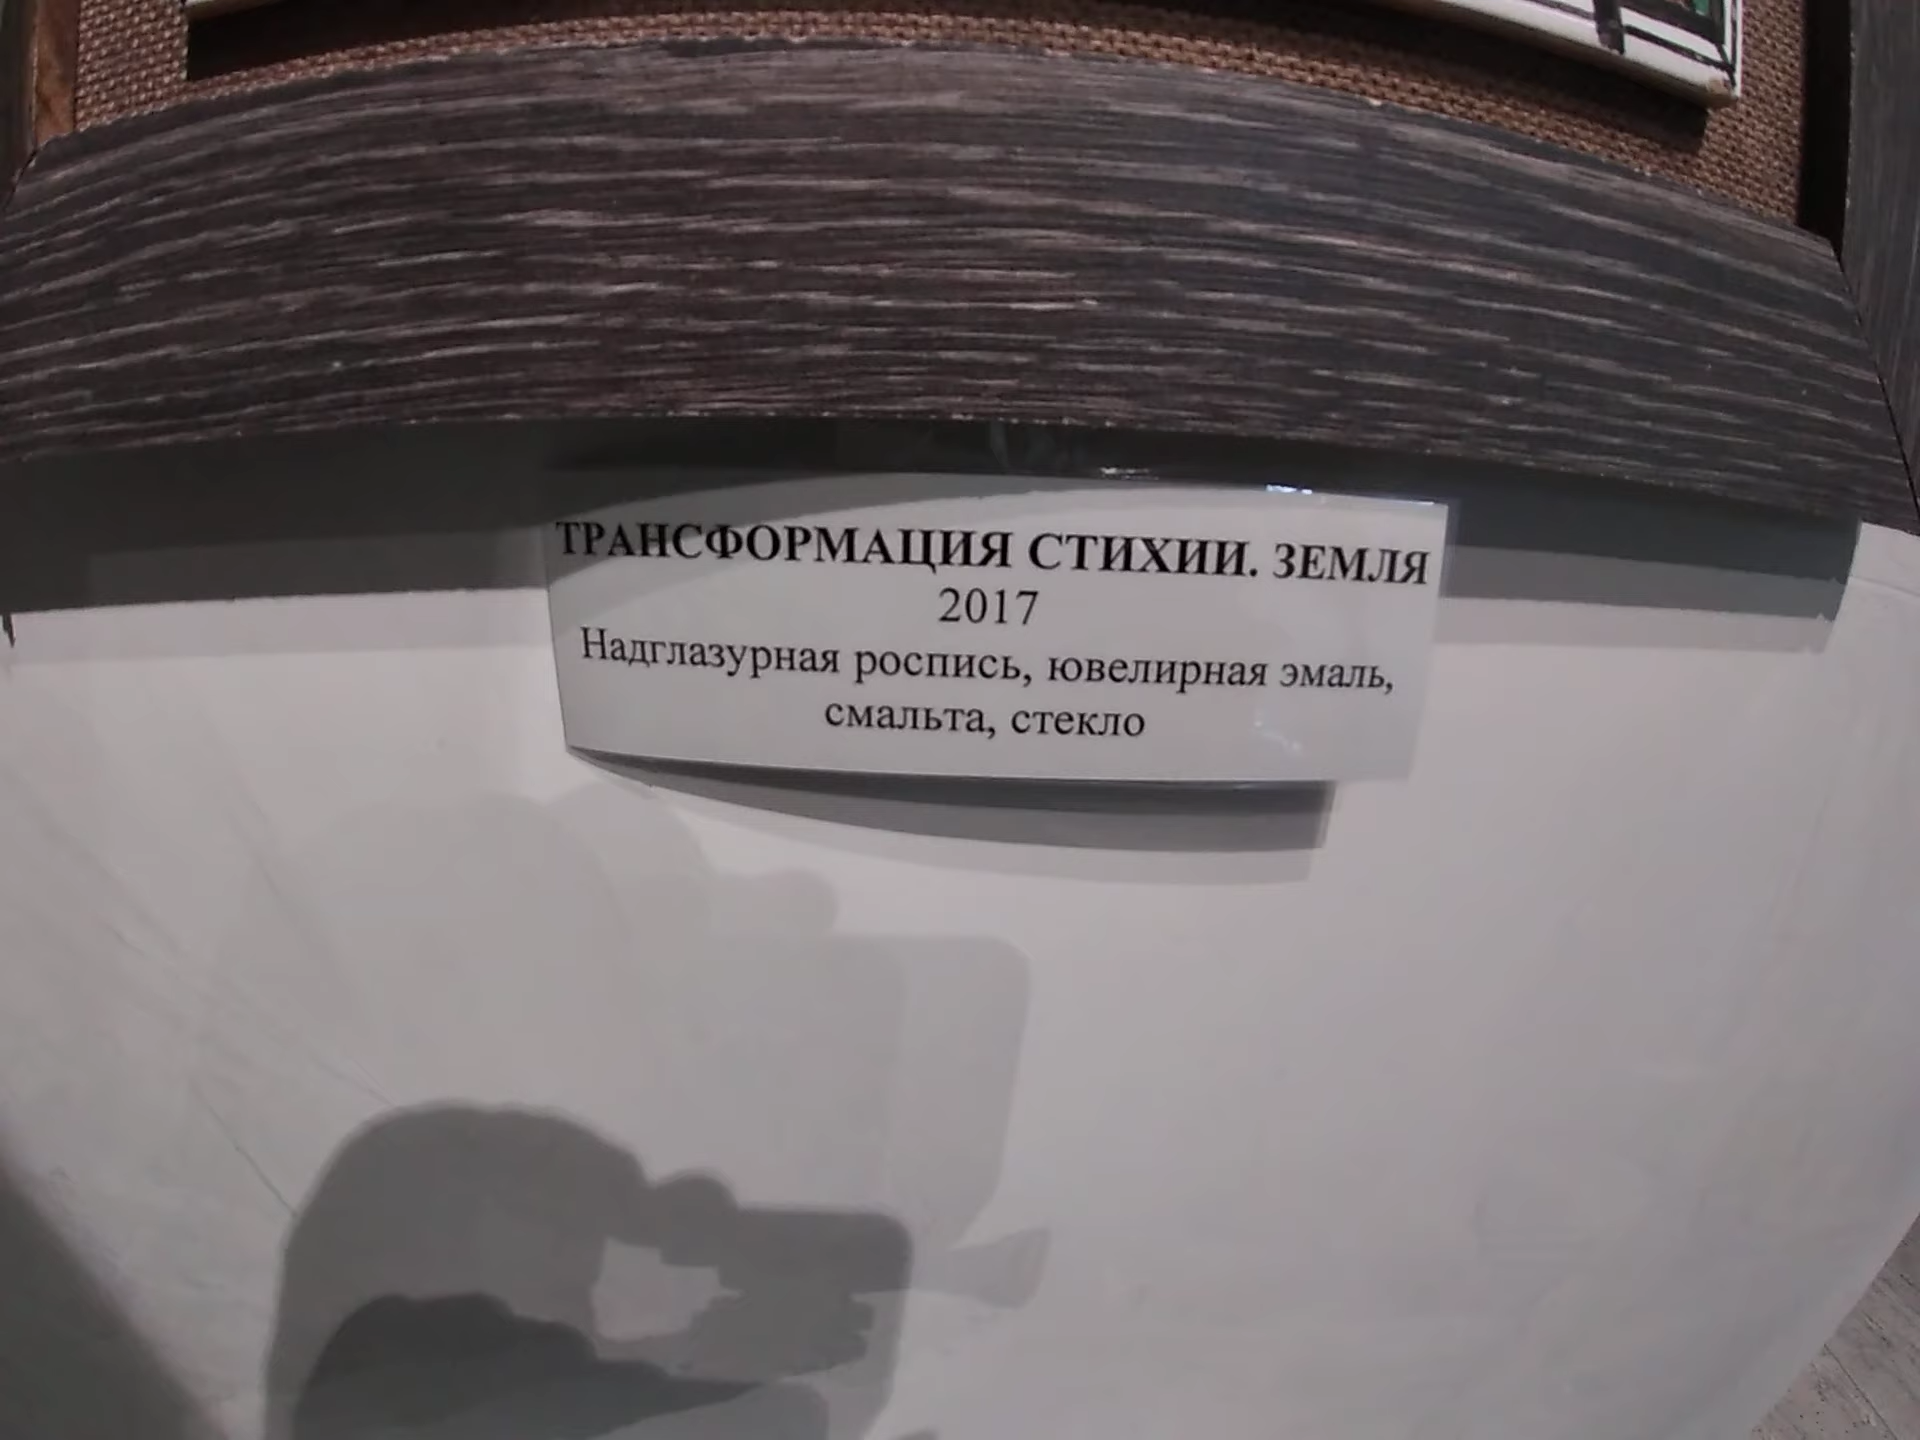 ТРАНСФОРМАЦИЯ СТИХИИ. ЗЕМЛЯ
2017
Надглазурная роспись, ювелирная эмаль,
смальта, стекло